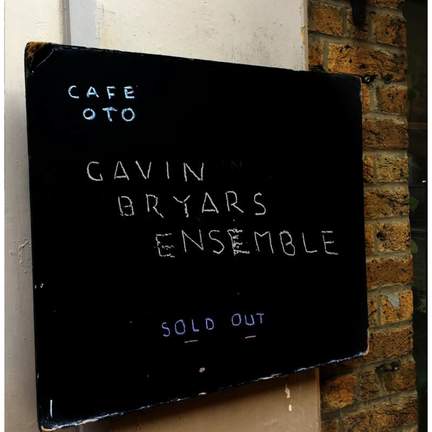 CAFE
OTO
GAVIN
BRYARS
ENSEMBLE
SOLD OUT